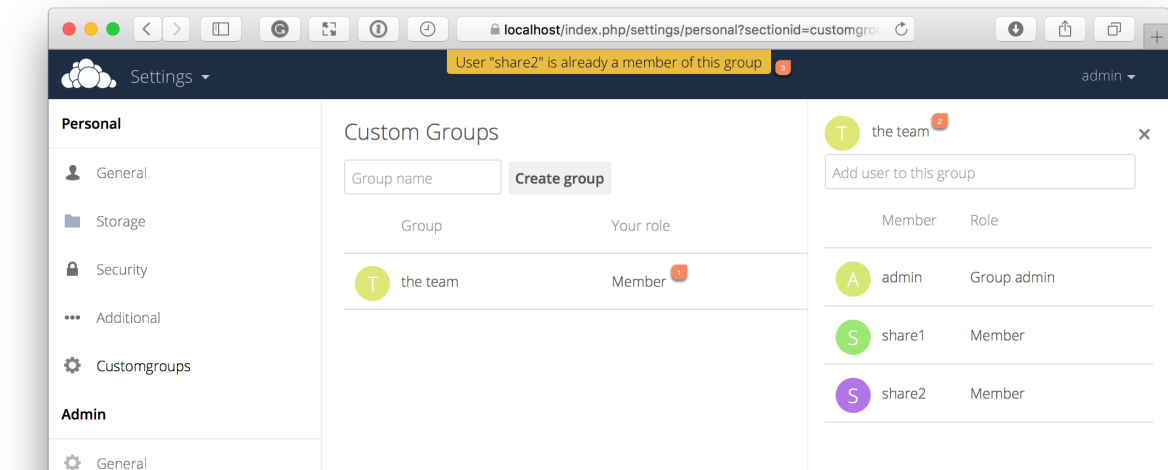 localhost/index.php/settings/personal?sectionid=customgrou
User "share2" is already a member of this group 3
Settings
admin
Personal
General
Storage
Security
Additional
Customgroups
Admin
General
Custom Groups
Group name
Create group
Group Your role
T the team Member 1
T the team 2
Add user to this group
Member Role
A admin Group admin
S share1 Member
S share2 Member